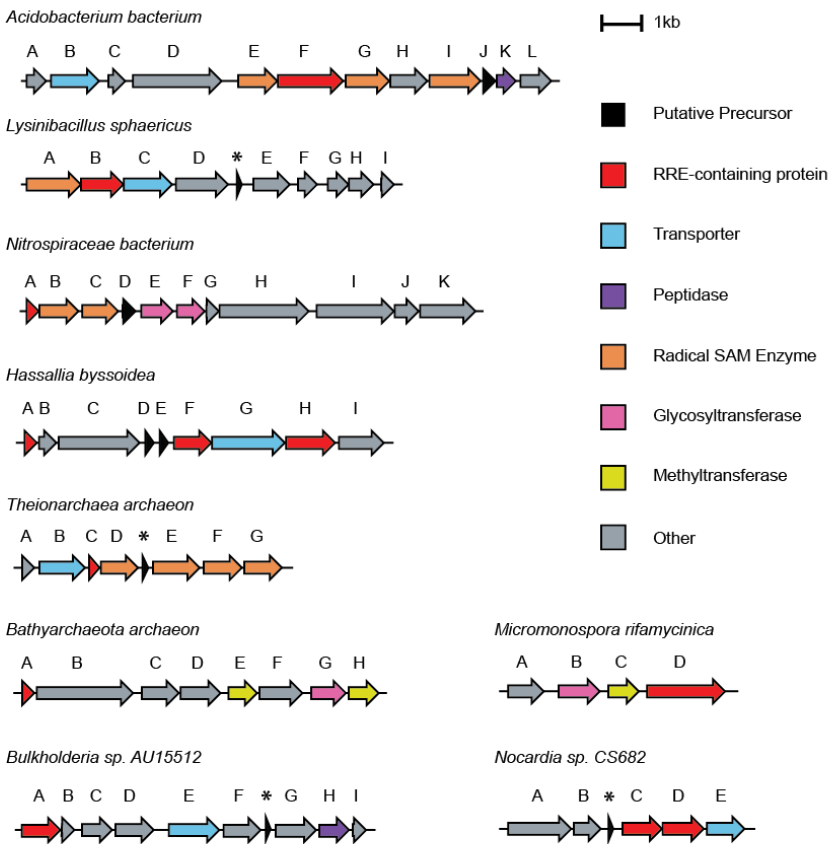 Acidobacterium bacterium
A B C D E F G H I J K L
Lysinibacillus sphaericus
A B C D * E F G H I
Nitrospiraceae bacterium
A B C D E F G H I J K
Hassallia byssoidea
A B C D E F G H I
Theionarchaea archaeon
A B C D * E F G
Bathyarchaeota archaeon
A B C D E F G H
Bulkholderia sp. AU15512
A B C D E F * G H I
1kb
Putative Precursor
RRE-containing protein
Transporter
Peptidase
Radical SAM Enzyme
Glycosyltransferase
Methyltransferase
Other
Micromonospora rifamycinica
A B C D
Nocardia sp. CS682
A B * C D E